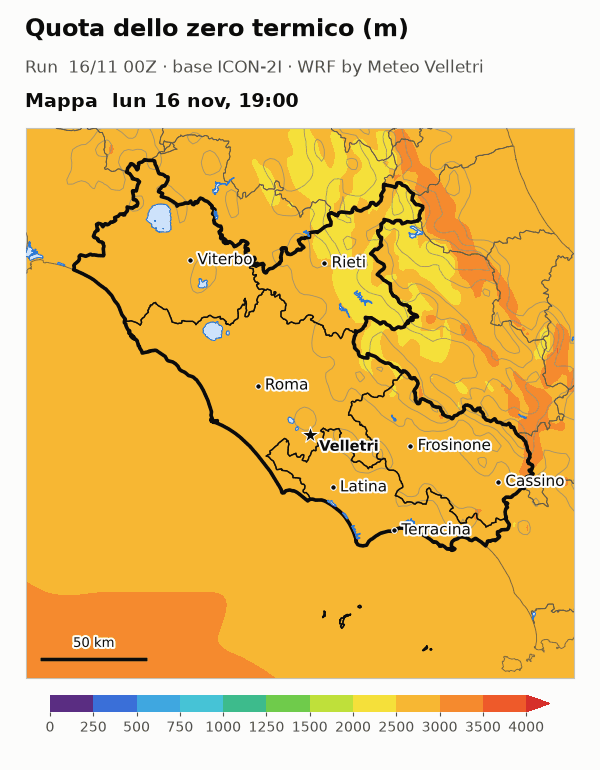 Quota dello zero termico (m)
Run  16/11 00Z · base ICON-2I · WRF by Meteo Velletri
Mappa  lun 16 nov, 19:00
Viterbo
Rieti
Roma
Velletri
Frosinone
Cassino
Latina
Terracina
50 km
0 250 500 750 1000 1250 1500 2000 2500 3000 3500 4000